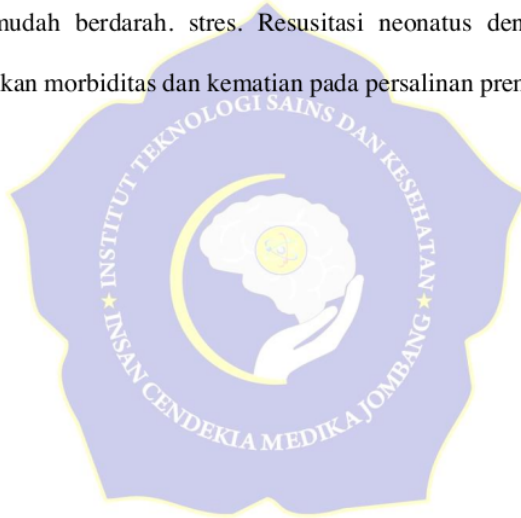 mudah berdarah. stres. Resusitasi neonatus den
kan morbiditas dan kematian pada persalinan pre
INSTITUT TEKNOLOGI SAINS DAN KESEHATAN
INSAN CENDEKIA MEDIKA JOMBANG